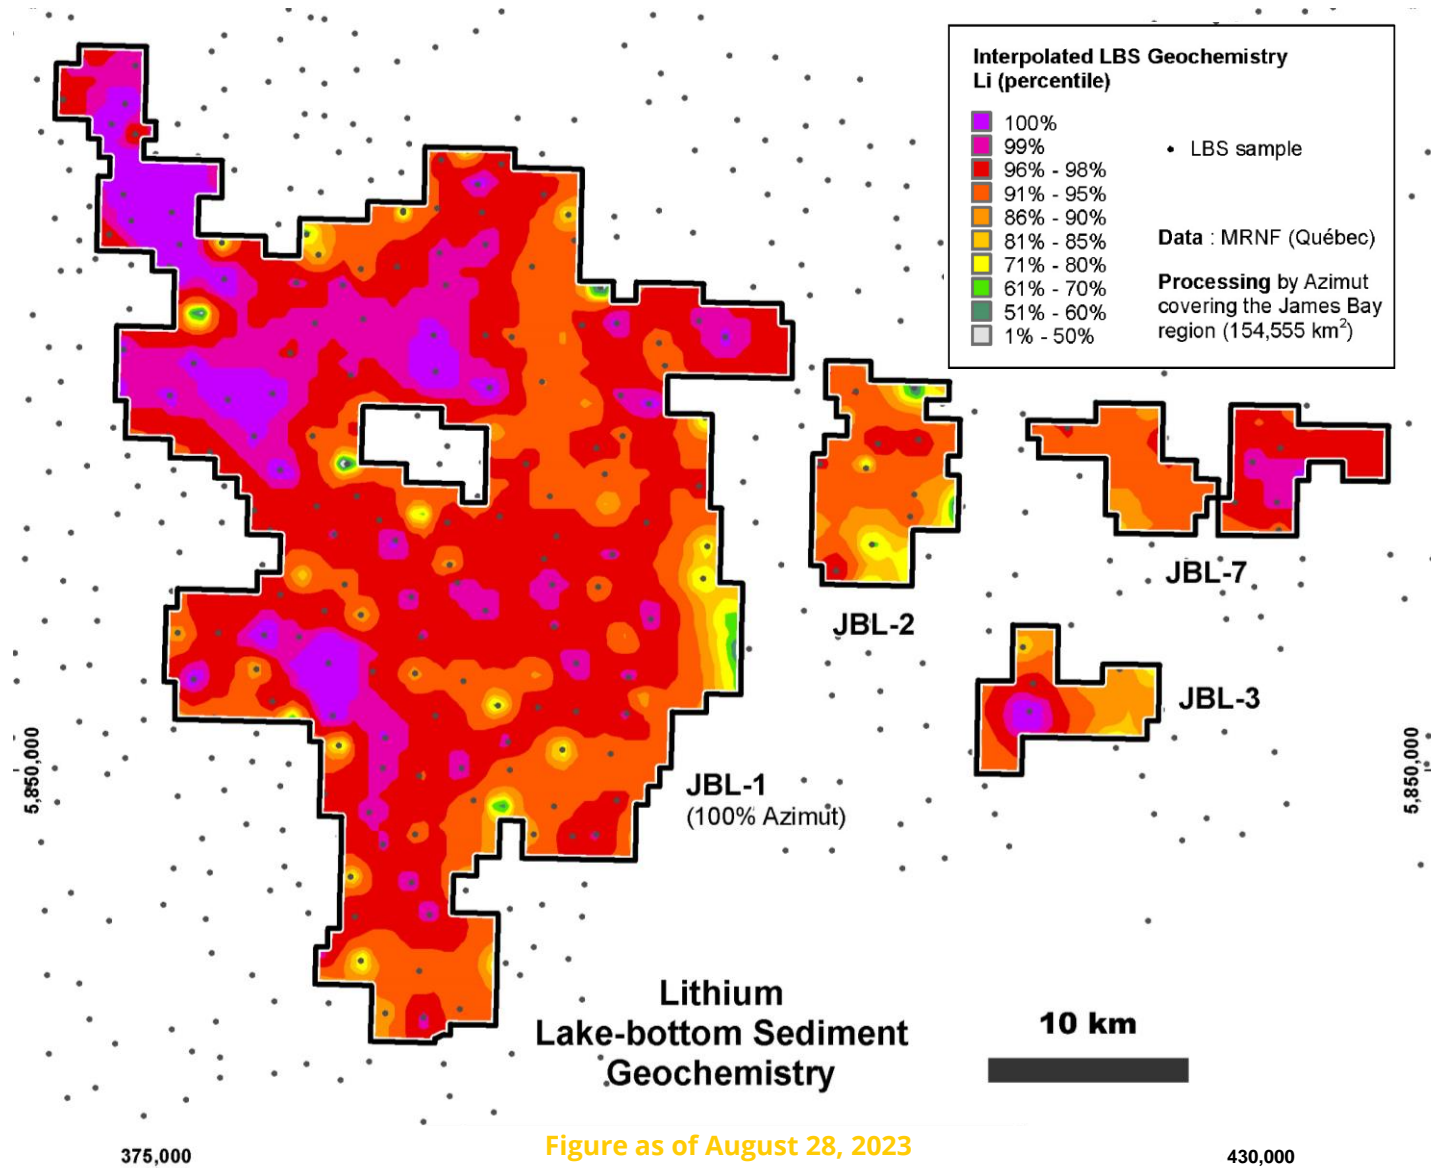 Interpolated LBS Geochemistry
Li (percentile)
100%
99%
96% - 98%
91% - 95%
86% - 90%
81% - 85%
71% - 80%
61% - 70%
51% - 60%
1% - 50%
LBS sample
Data : MRNF (Québec)
Processing by Azimut
covering the James Bay
region (154,555 km²)
JBL-7
JBL-2
JBL-3
5,850,000
5,850,000
JBL-1
(100% Azimut)
Lithium
Lake-bottom Sediment
Geochemistry
10 km
Figure as of August 28, 2023
375,000
430,000